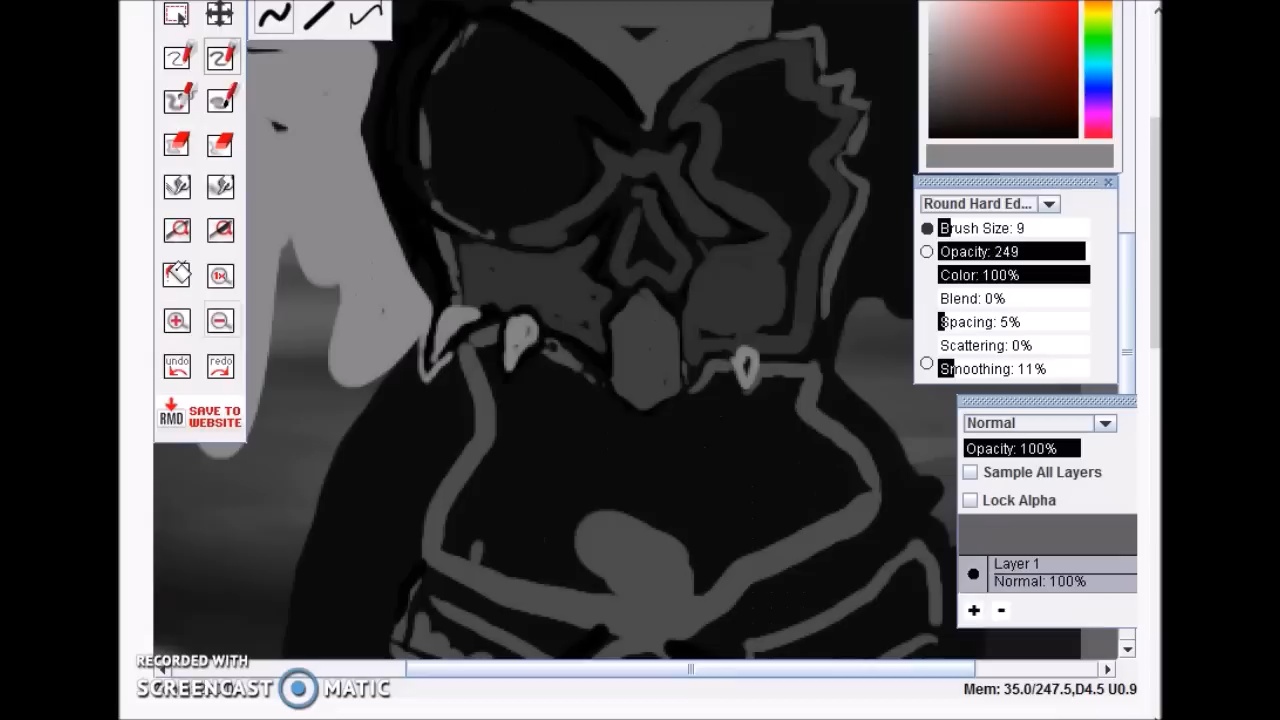 undo redo
RMD SAVE TO
WEBSITE
Round Hard Ed...
Brush Size: 9
Opacity: 249
Color: 100%
Blend: 0%
Spacing: 5%
Scattering: 0%
Smoothing: 11%
Normal
Opacity: 100%
Sample All Layers
Lock Alpha
Layer 1
Normal: 100%
+ -
RECORDED WITH
SCREENCAST MATIC
Mem: 35.0/247.5,D4.5 U0.9